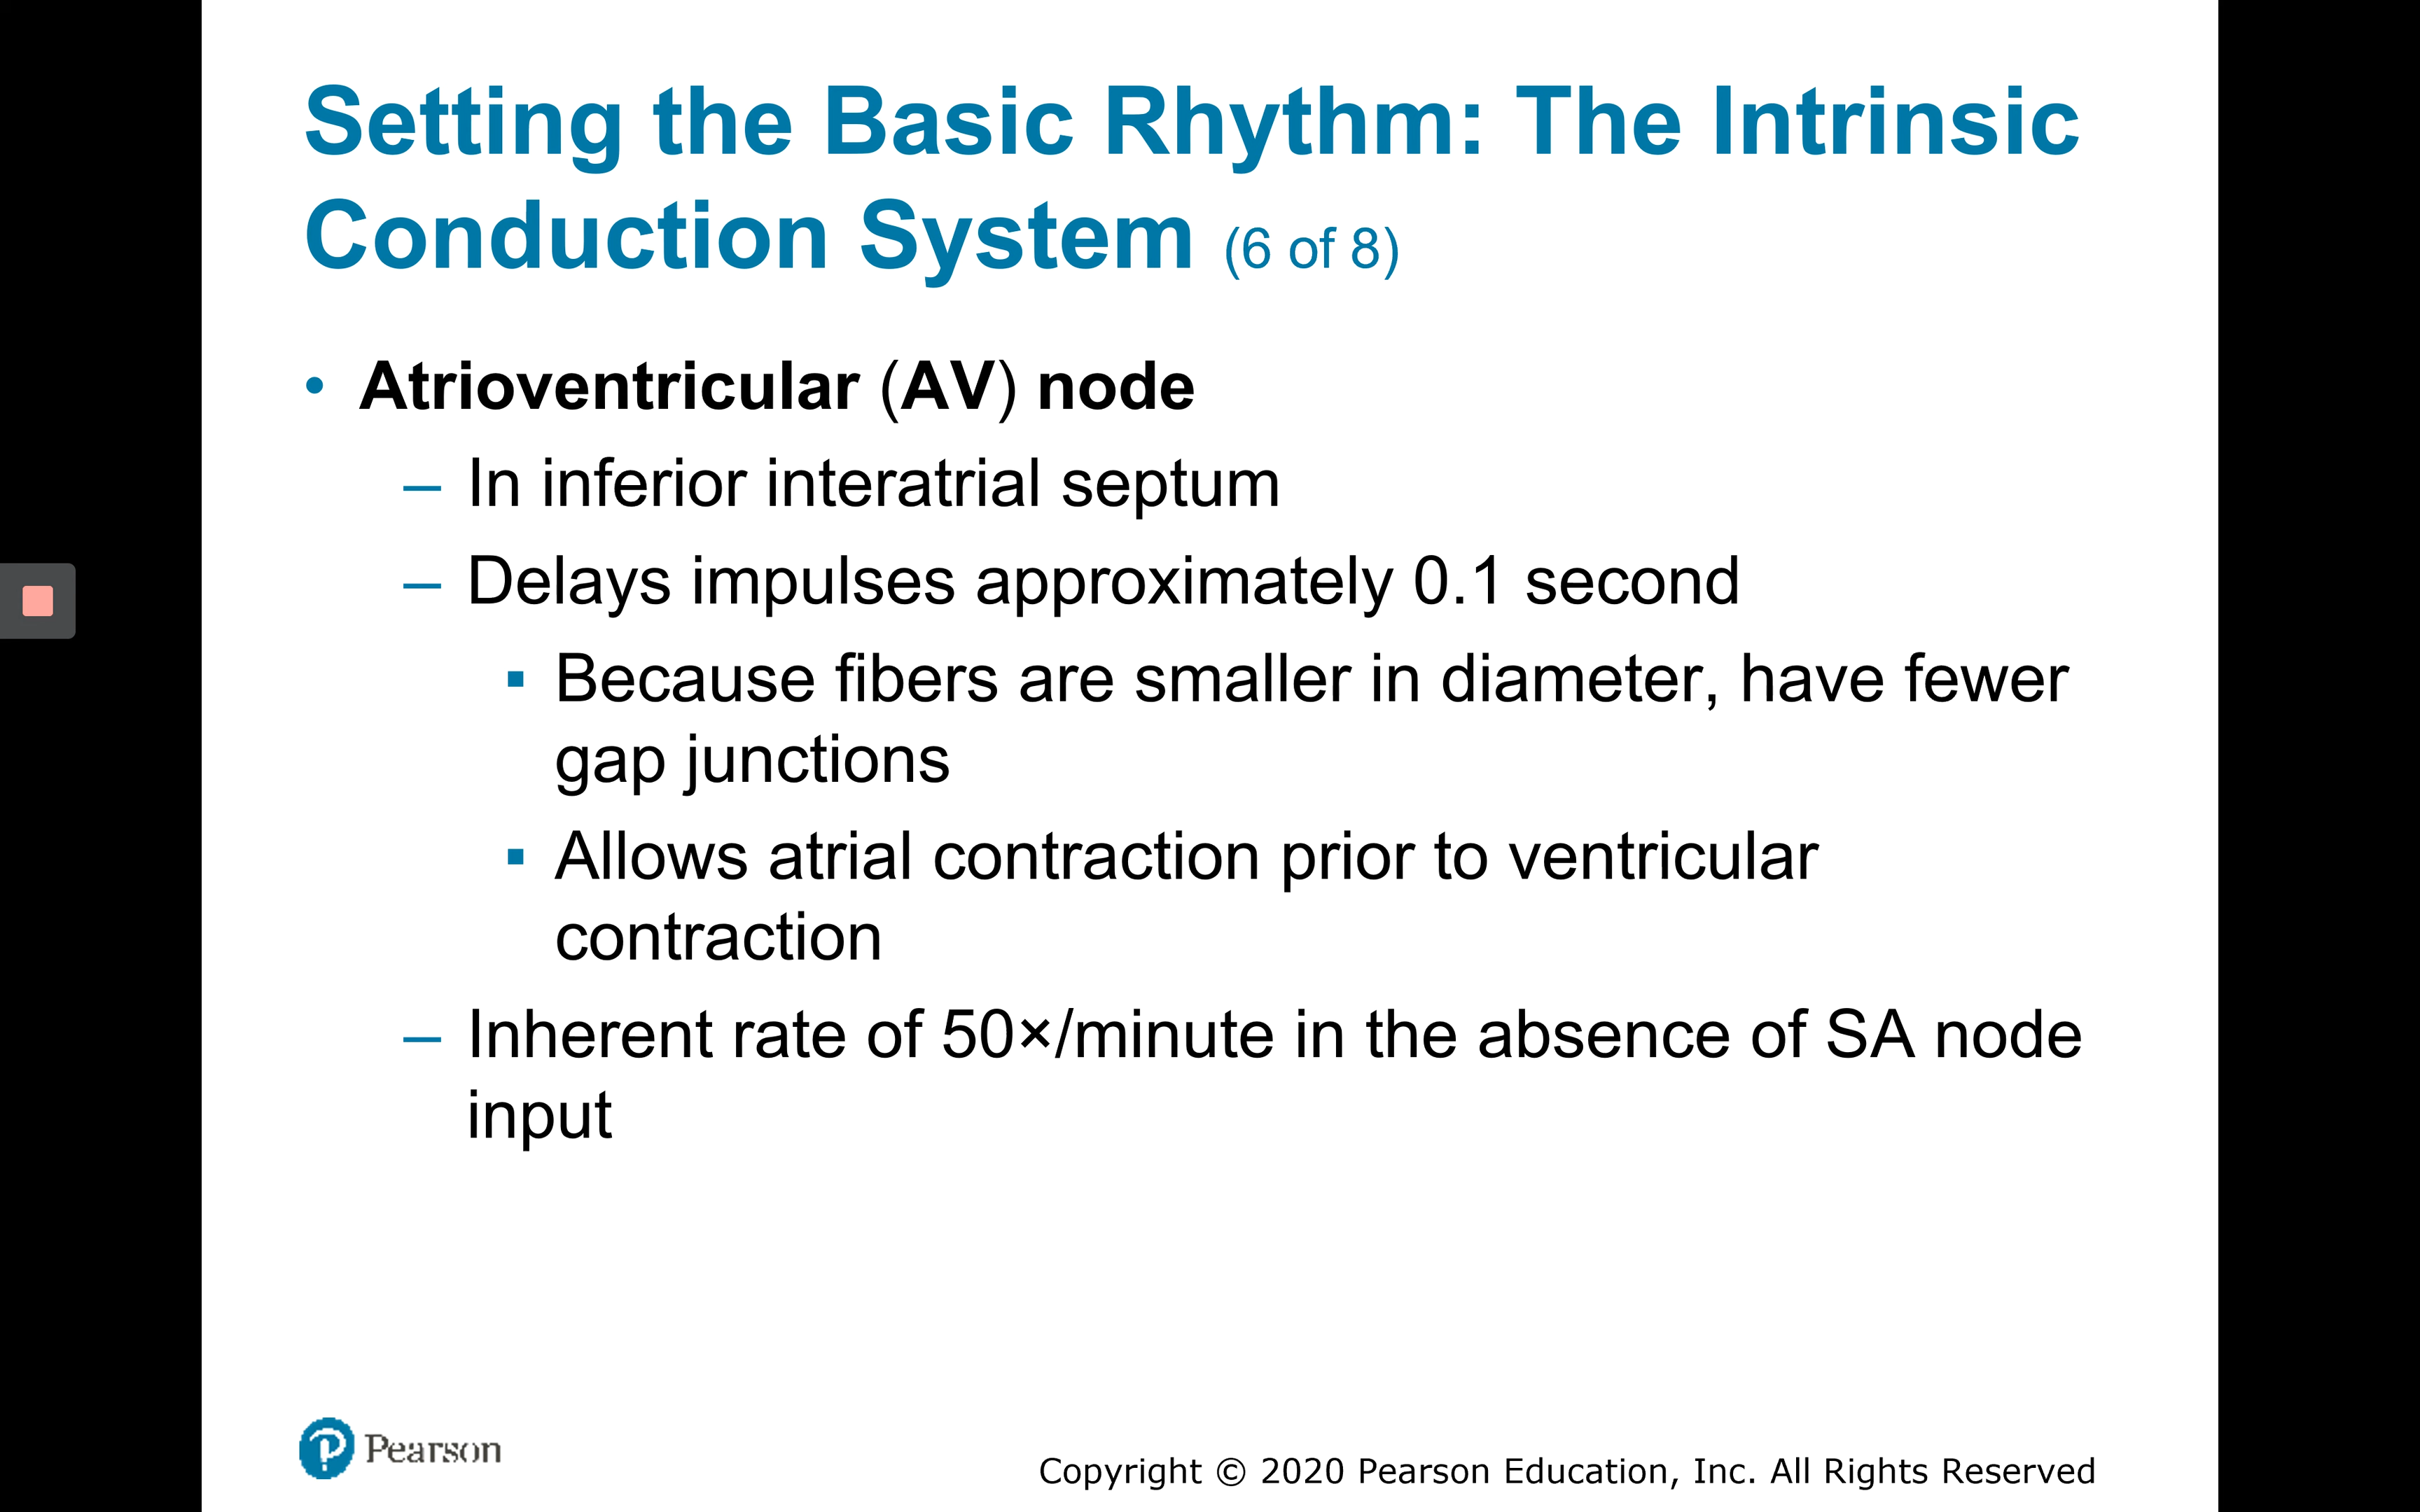 Setting the Basic Rhythm: The Intrinsic
Conduction System (6 of 8)
• Atrioventricular (AV) node
– In inferior interatrial septum
– Delays impulses approximately 0.1 second
▪ Because fibers are smaller in diameter, have fewer
gap junctions
▪ Allows atrial contraction prior to ventricular
contraction
– Inherent rate of 50×/minute in the absence of SA node
input
Pearson
Copyright © 2020 Pearson Education, Inc. All Rights Reserved